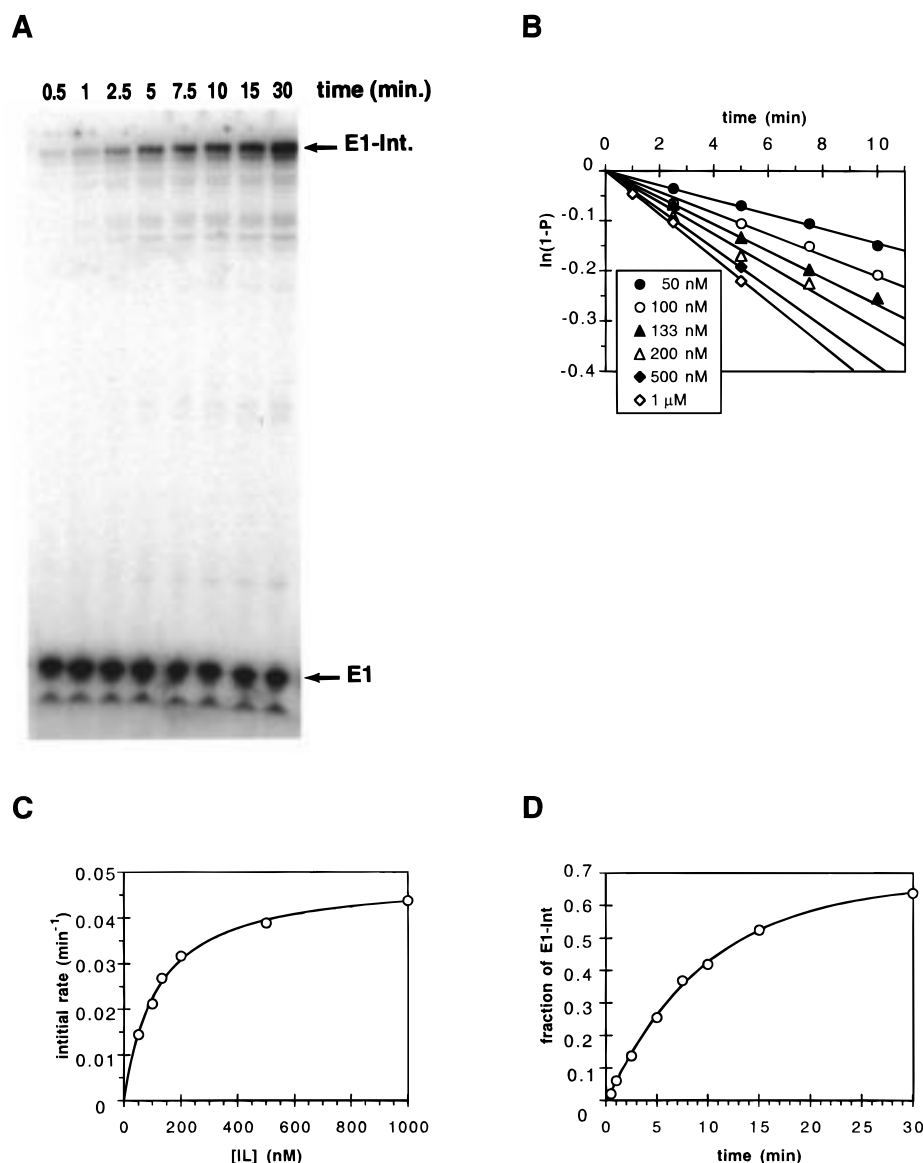 A
0.5 1 2.5 5 7.5 10 15 30 time (min.)
E1-Int.
E1
B
time (min)
0 2 4 6 8 10
0
-0.1
-0.2
-0.3
-0.4
ln(1-P)
50 nM
100 nM
133 nM
200 nM
500 nM
1 µM
C
0.05
0.04
0.03
0.02
0.01
0
intitial rate (min⁻¹)
0 200 400 600 800 1000
[IL] (nM)
D
0.7
0.6
0.5
0.4
0.3
0.2
0.1
0
fraction of E1-Int
0 5 10 15 20 25 30
time (min)